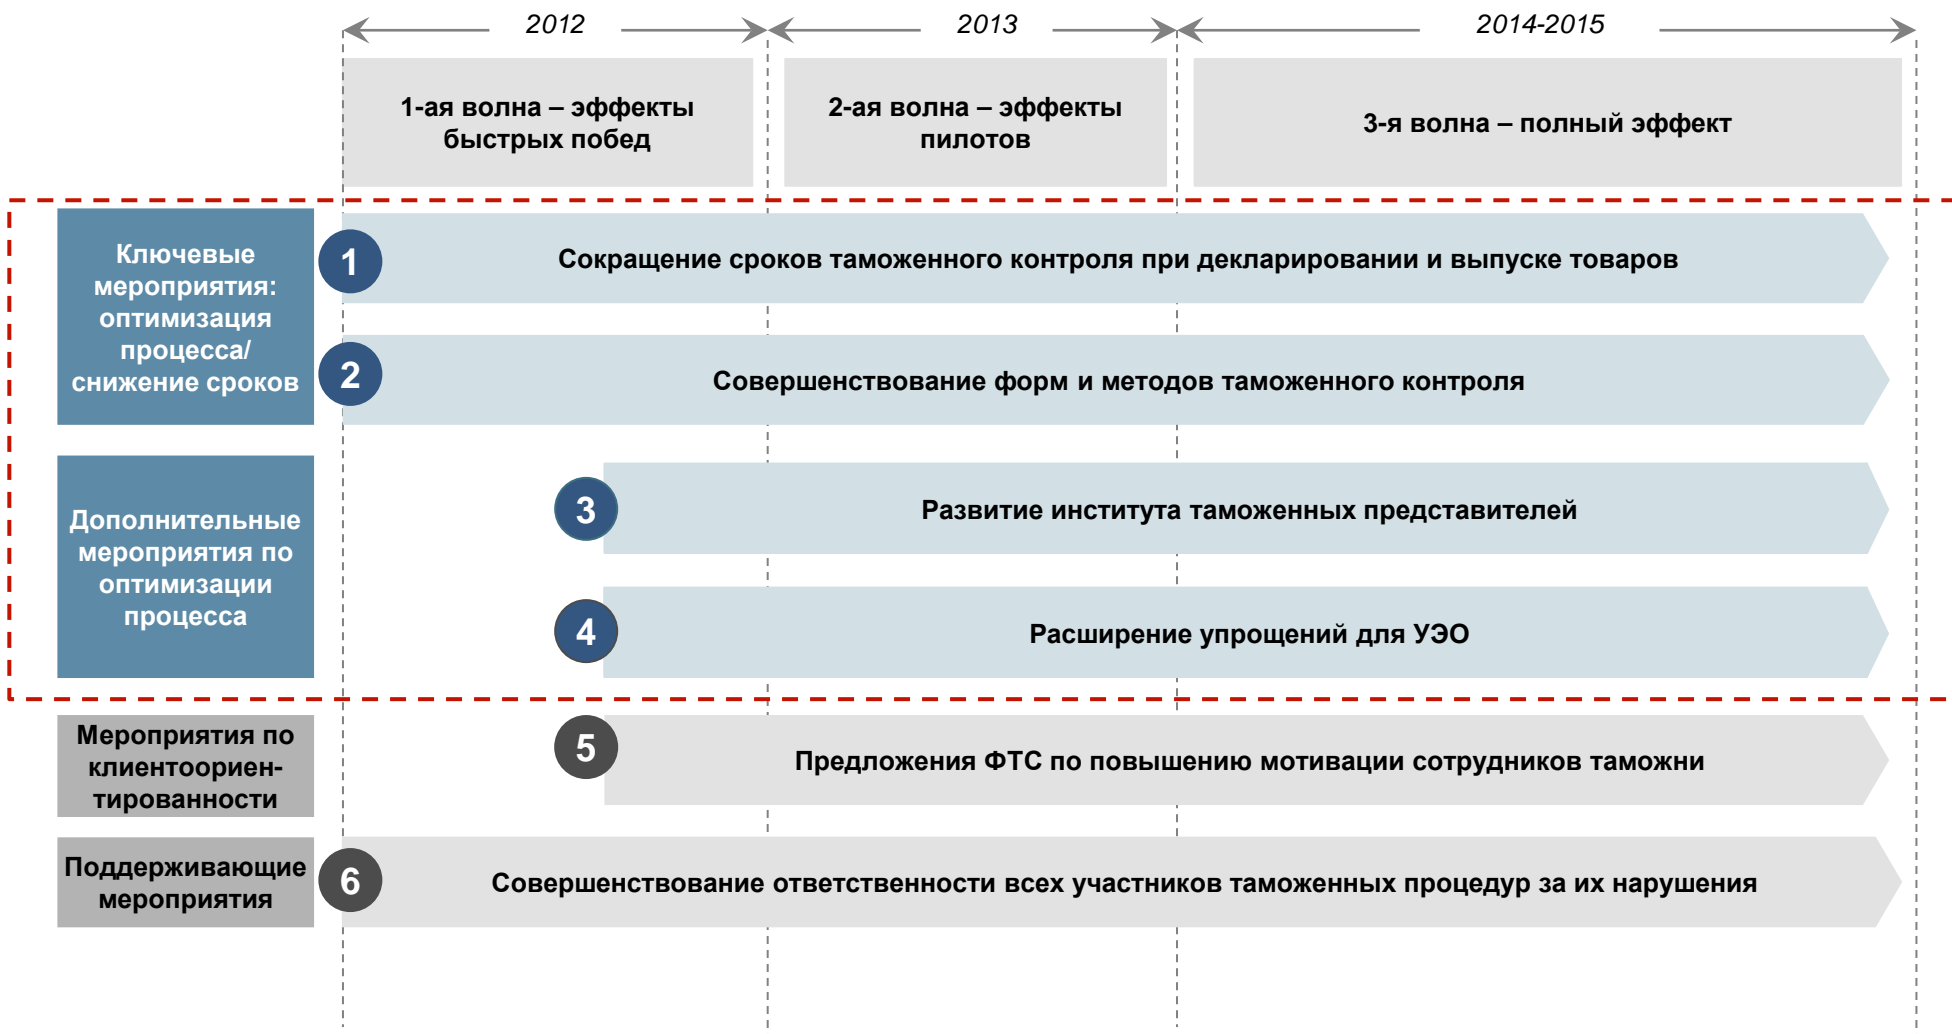 2012
2013
2014-2015
1-ая волна – эффекты
быстрых побед
2-ая волна – эффекты
пилотов
3-я волна – полный эффект
Ключевые
мероприятия:
оптимизация
процесса/
снижение сроков
1
Сокращение сроков таможенного контроля при декларировании и выпуске товаров
2
Совершенствование форм и методов таможенного контроля
Дополнительные
мероприятия по
оптимизации
процесса
3
Развитие института таможенных представителей
4
Расширение упрощений для УЭО
Мероприятия по
клиентоориен-
тированности
5
Предложения ФТС по повышению мотивации сотрудников таможни
Поддерживающие
мероприятия
6
Совершенствование ответственности всех участников таможенных процедур за их нарушения